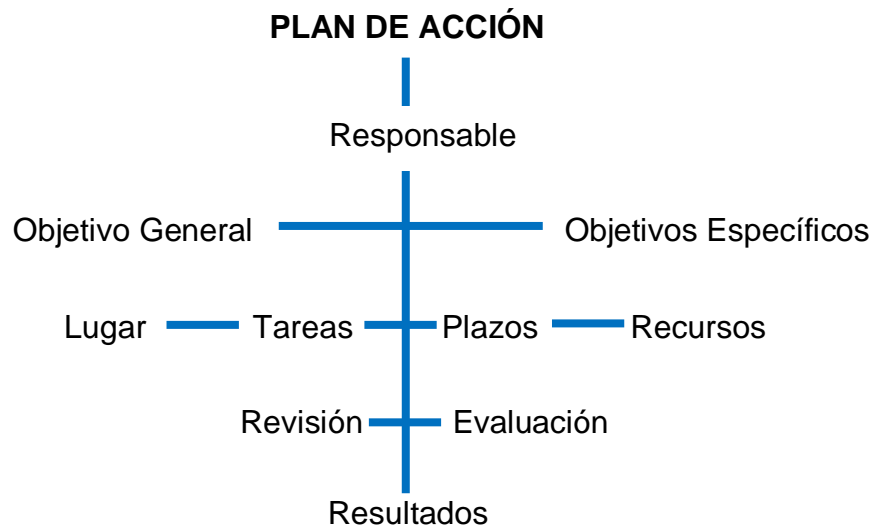 PLAN DE ACCIÓN
Responsable
Objetivo General Objetivos Específicos
Lugar Tareas Plazos Recursos
Revisión Evaluación
Resultados